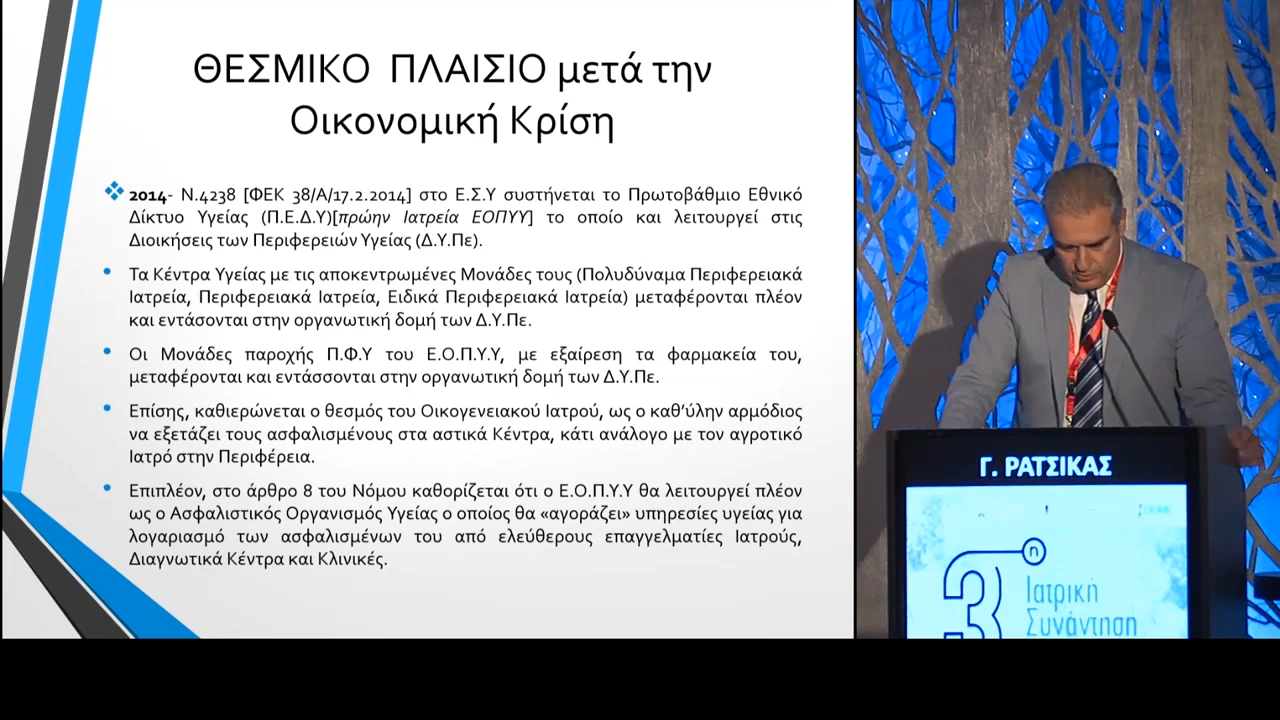 ΘΕΣΜΙΚΟ ΠΛΑΙΣΙΟ μετά την
Οικονομική Κρίση
2014- Ν.4238 [ΦΕΚ 38/Α/17.2.2014] στο Ε.Σ.Υ συστήνεται το Πρωτοβάθμιο Εθνικό
Δίκτυο Υγείας (Π.Ε.Δ.Υ)[πρώην Ιατρεία ΕΟΠΥΥ] το οποίο και λειτουργεί στις
Διοικήσεις των Περιφερειών Υγείας (Δ.Υ.Πε).
Τα Κέντρα Υγείας με τις αποκεντρωμένες Μονάδες τους (Πολυδύναμα Περιφερειακά
Ιατρεία, Περιφερειακά Ιατρεία, Ειδικά Περιφερειακά Ιατρεία) μεταφέρονται πλέον
και εντάσονται στην οργανωτική δομή των Δ.Υ.Πε.
Οι Μονάδες παροχής Π.Φ.Υ του Ε.Ο.Π.Υ.Υ, με εξαίρεση τα φαρμακεία του,
μεταφέρονται και εντάσσονται στην οργανωτική δομή των Δ.Υ.Πε.
Επίσης, καθιερώνεται ο θεσμός του Οικογενειακού Ιατρού, ως ο καθ’ύλην αρμόδιος
να εξετάζει τους ασφαλισμένους στα αστικά Κέντρα, κάτι ανάλογο με τον αγροτικό
Ιατρό στην Περιφέρεια.
Επιπλέον, στο άρθρο 8 του Νόμου καθορίζεται ότι ο Ε.Ο.Π.Υ.Υ θα λειτουργεί πλέον
ως ο Ασφαλιστικός Οργανισμός Υγείας ο οποίος θα «αγοράζει» υπηρεσίες υγείας για
λογαριασμό των ασφαλισμένων του από ελεύθερους επαγγελματίες Ιατρούς,
Διαγνωτικά Κέντρα και Κλινικές.
Γ. ΡΑΤΣΙΚΑΣ
3η
Ιατρική
Συνάντηση